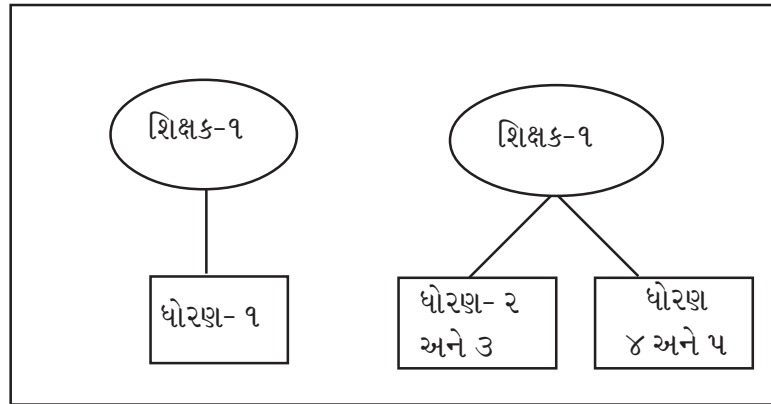 શિક્ષક-૧
શિક્ષક-૧
ધોરણ- ૧
ધોરણ- ૨
અને ૩
ધોરણ
૪ અને ૫